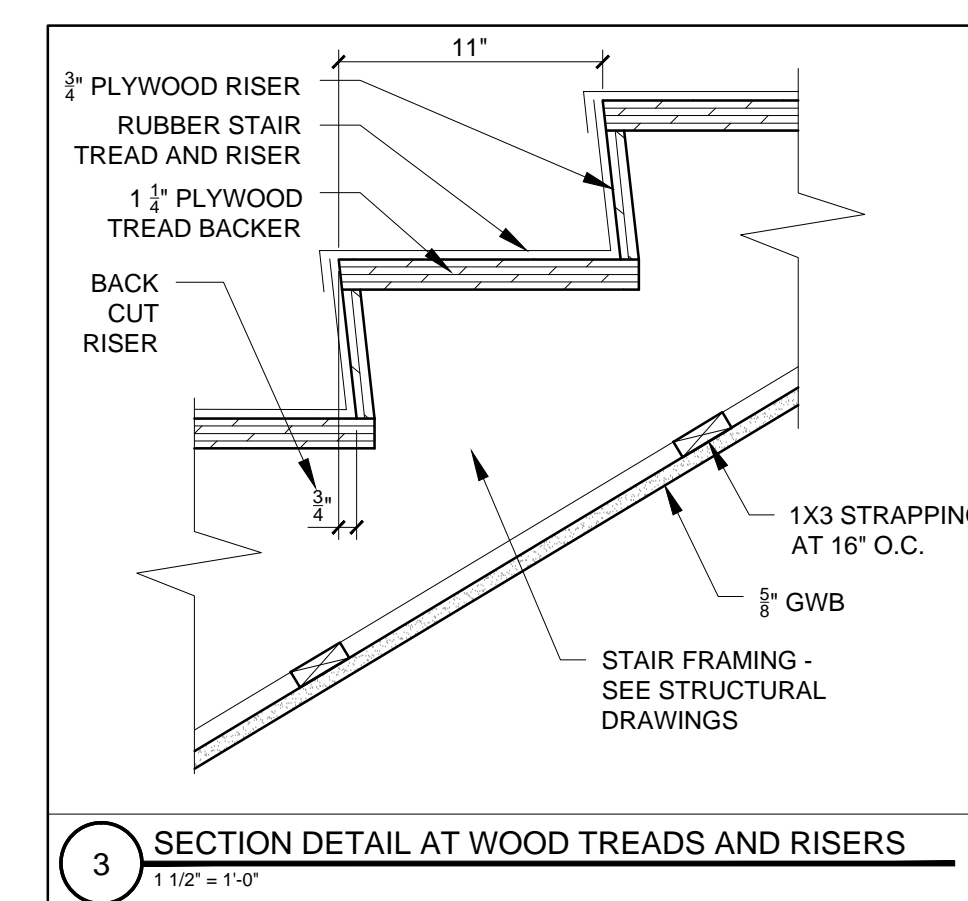 11"
3/4" PLYWOOD RISER
RUBBER STAIR
TREAD AND RISER
1 1/4" PLYWOOD
TREAD BACKER
BACK
CUT
RISER
3/4"
1X3 STRAPPING
AT 16" O.C.
5/8" GWB
STAIR FRAMING -
SEE STRUCTURAL
DRAWINGS
3
SECTION DETAIL AT WOOD TREADS AND RISERS
1 1/2" = 1'-0"